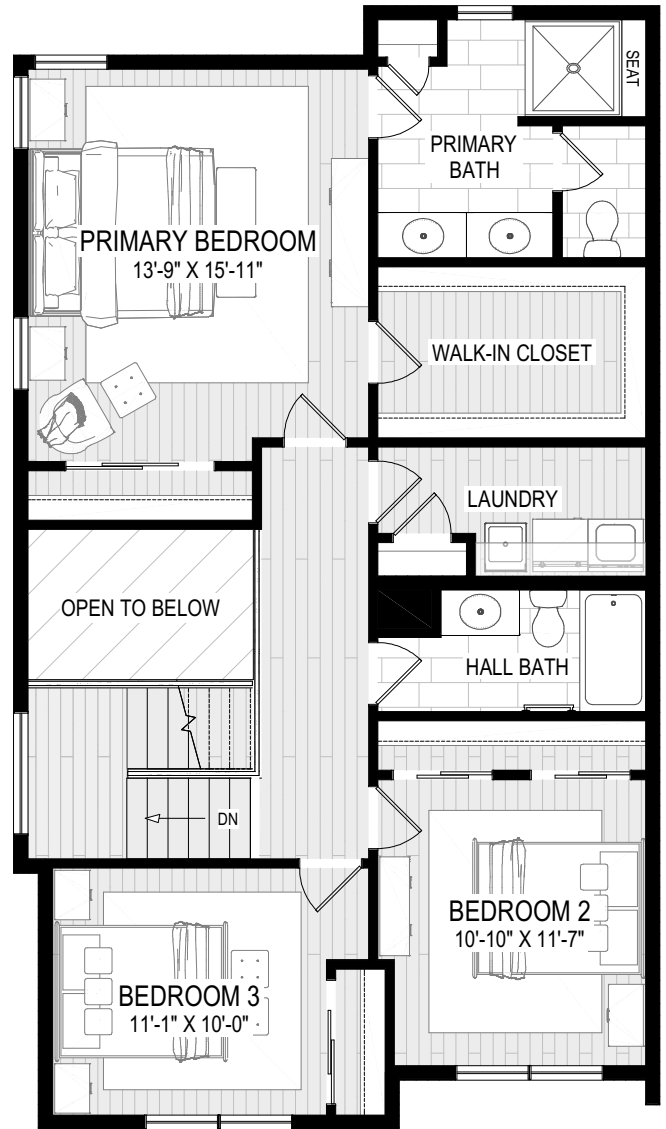 SEAT
PRIMARY
BATH
PRIMARY BEDROOM
13'-9" X 15'-11"
WALK-IN CLOSET
LAUNDRY
OPEN TO BELOW
HALL BATH
DN
BEDROOM 2
10'-10" X 11'-7"
BEDROOM 3
11'-1" X 10'-0"